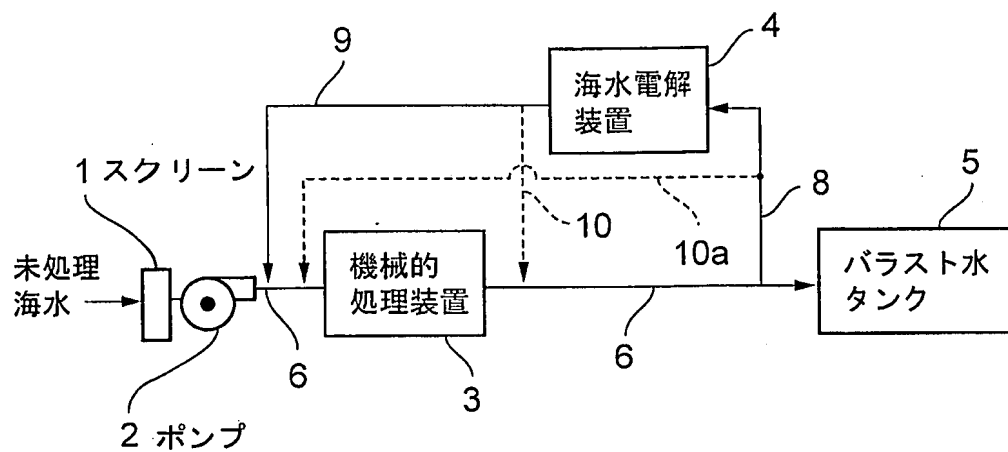 9
4
海水電解
装置
1 スクリーン
5
8
10
10a
未処理
海水
機械的
処理装置
バラスト水
タンク
6
6
3
2 ポンプ